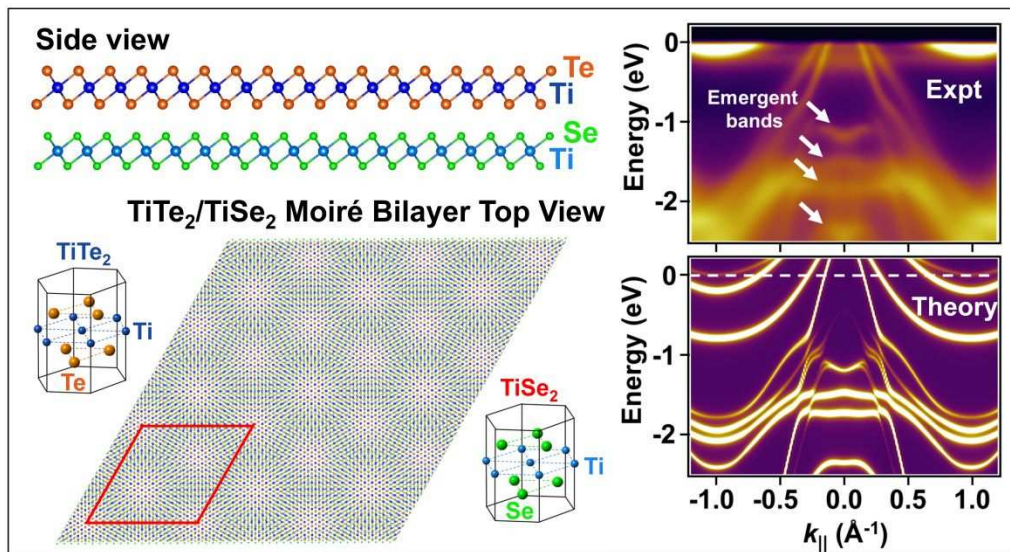 Side view
Te
Ti
Se
Ti
TiTe₂/TiSe₂ Moiré Bilayer Top View
TiTe₂
Ti
Te
TiSe₂
Ti
Se
Energy (eV)
0
-1
-2
Expt
Emergent
bands
Energy (eV)
0
-1
-2
Theory
-1.0 -0.5 0.0 0.5 1.0
k|| (Å⁻¹)